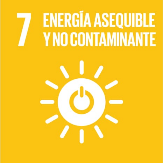 7 ENERGÍA ASEQUIBLE
Y NO CONTAMINANTE